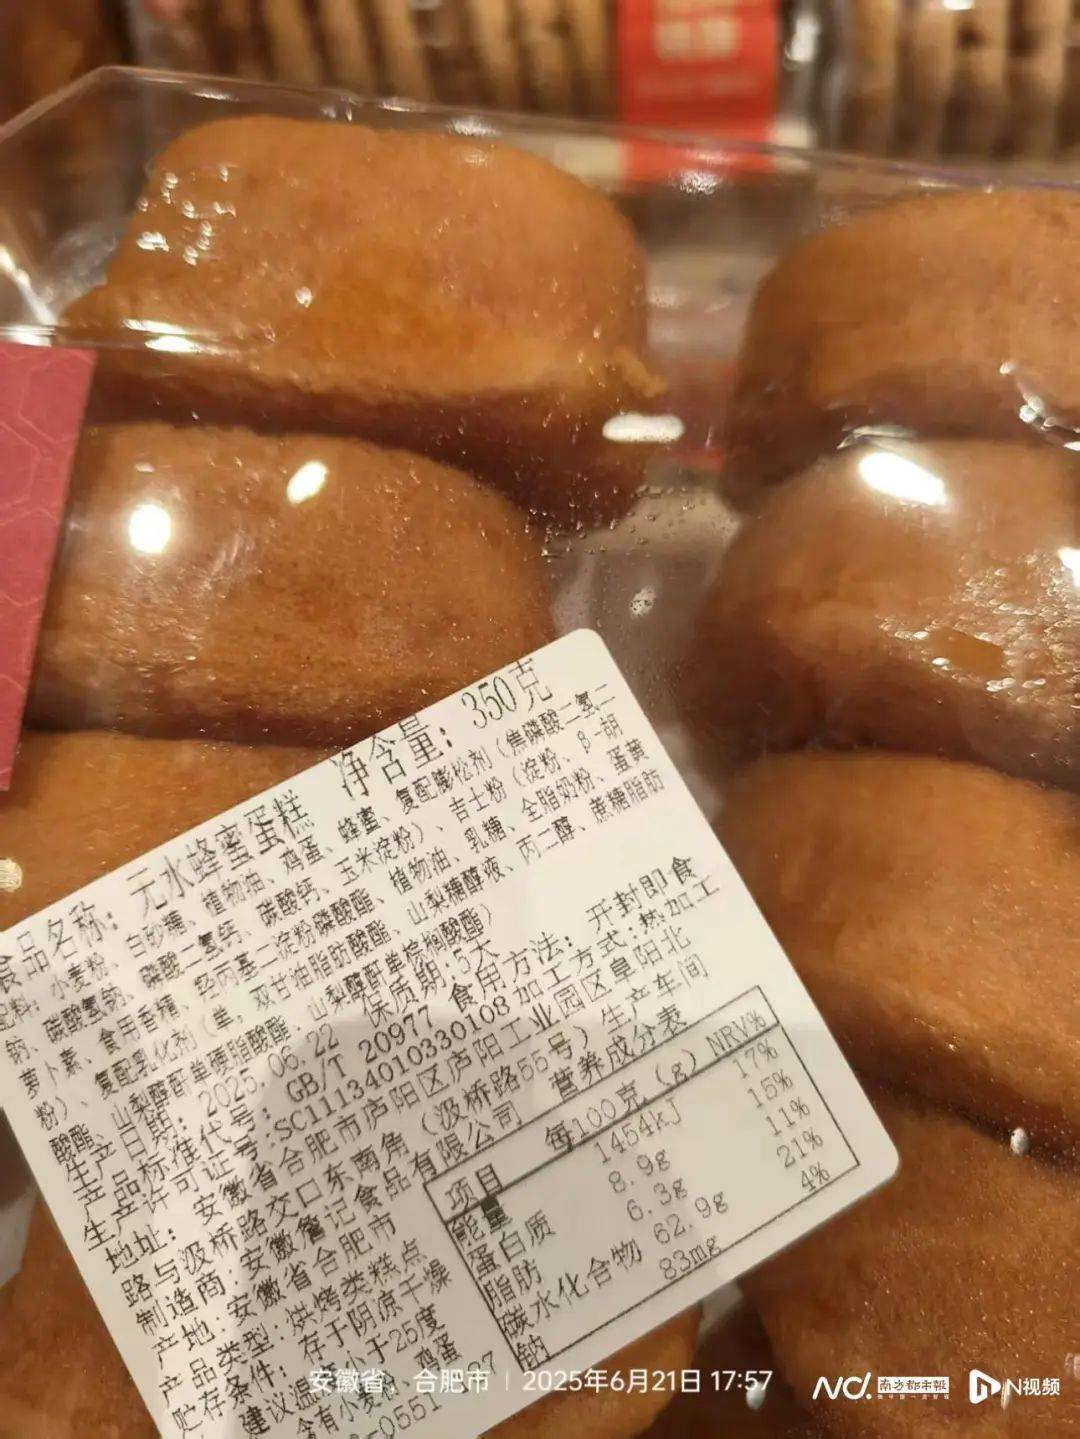 食品名称: 元水蜂蜜蛋糕 净含量: 350克
配料: 小麦粉、白砂糖、植物油、鸡蛋、蜂蜜、复配膨松剂（焦磷酸二氢二
钠、碳酸氢钠、磷酸二氢钙、碳酸钙、玉米淀粉）、吉士粉（淀粉、β-胡
萝卜素、食用香精、羟丙基二淀粉磷酸酯、植物油、乳糖、全脂奶粉、蛋黄
粉）、复配乳化剂（单，双甘油脂肪酸酯、山梨糖醇液、丙二醇、蔗糖脂肪
酸酯、山梨醇酐单硬脂酸酯、山梨醇酐单棕榈酸酯）
生产日期: 2025.06.22 保质期:5天 食用方法: 开封即食
产品标准代号: GB/T 20977 加工方式:热加工
生产许可证号:SC11134010330108
地址: 安徽省合肥市庐阳区庐阳工业园区阜阳北
路与汲桥路交口东南角（汲桥路55号）生产车间
制造商:安徽詹记食品有限公司
产地:安徽省合肥市
产品类型:烘烤类糕点
贮存条件: 存于阴凉干燥
建议温度小于25度
含有小麦粉、鸡蛋
0551
营养成分表
项目 每100克（g） NRV%
能量 1454kJ 17%
蛋白质 8.9g 15%
脂肪 6.3g 11%
碳水化合物 62.9g 21%
钠 83mg 4%
安徽省，合肥市 | 2025年6月21日 17:57
南方都市报
N视频